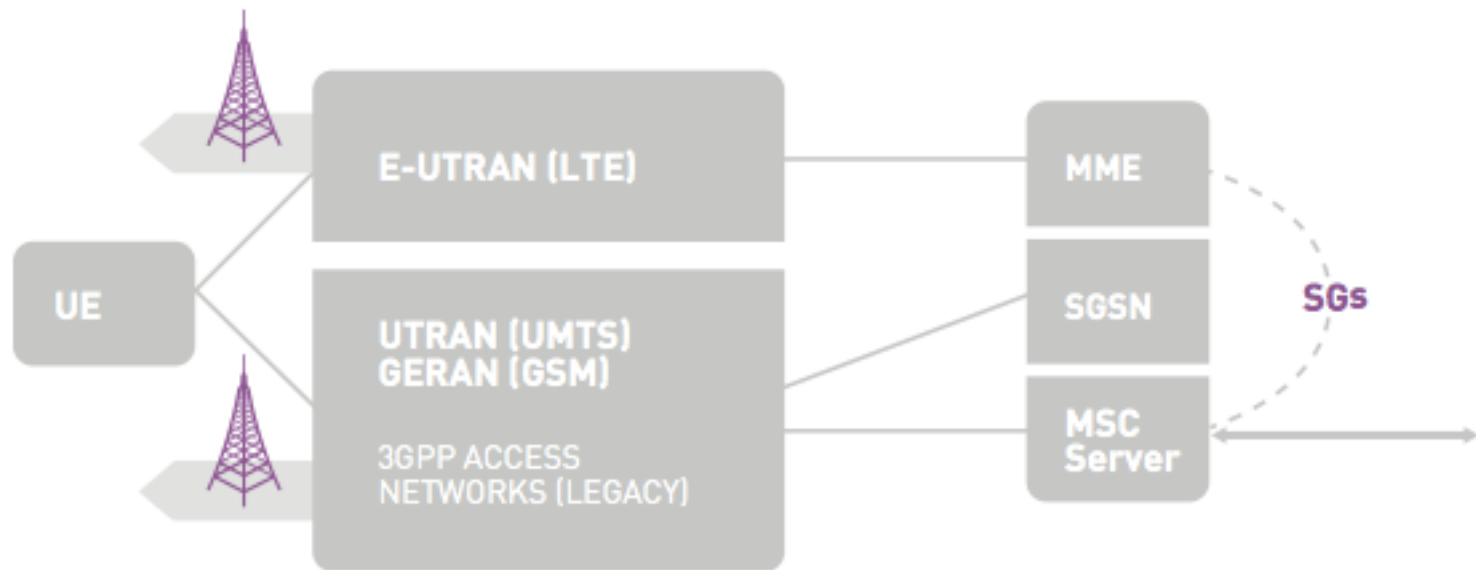 E-UTRAN (LTE)
MME
UE
SGSN
SGs
UTRAN (UMTS)
GERAN (GSM)
3GPP ACCESS
NETWORKS (LEGACY)
MSC
Server